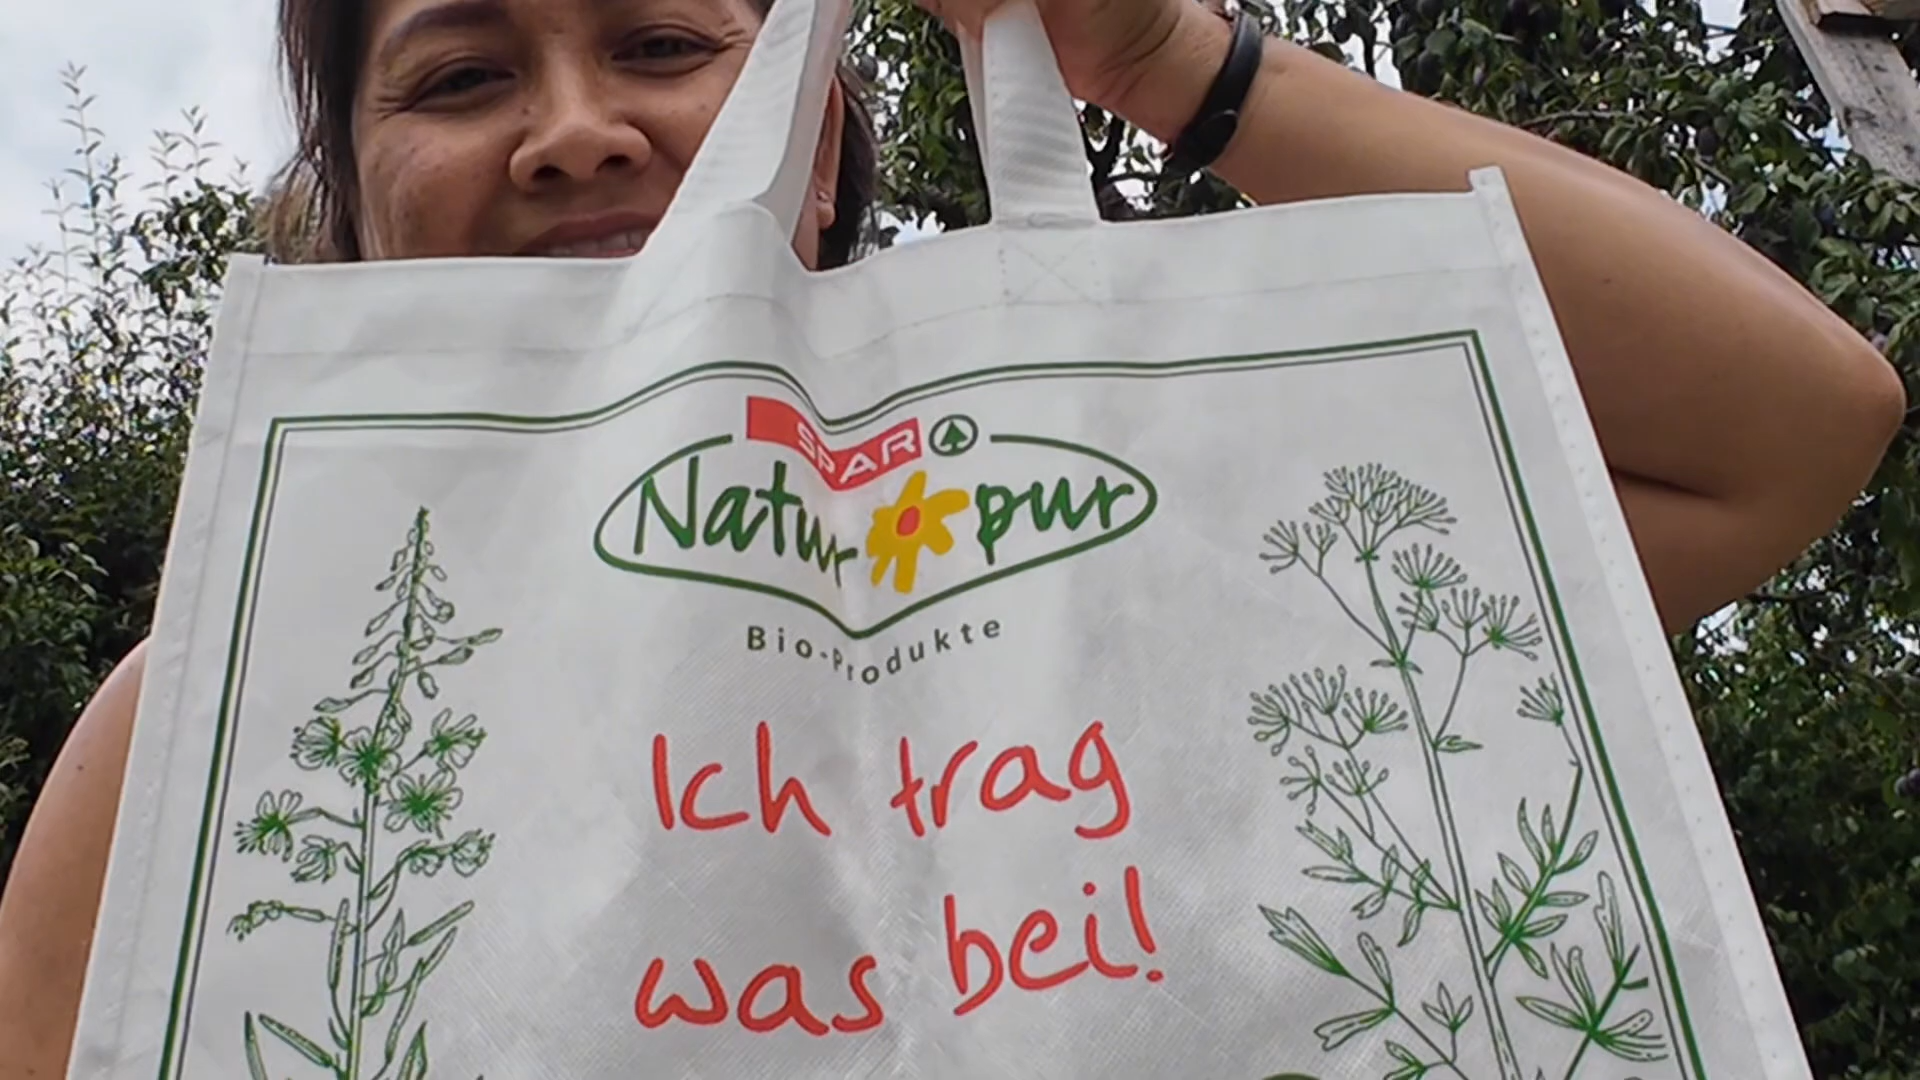 SPAR
Natur pur
Bio-Produkte
Ich trag
was bei!